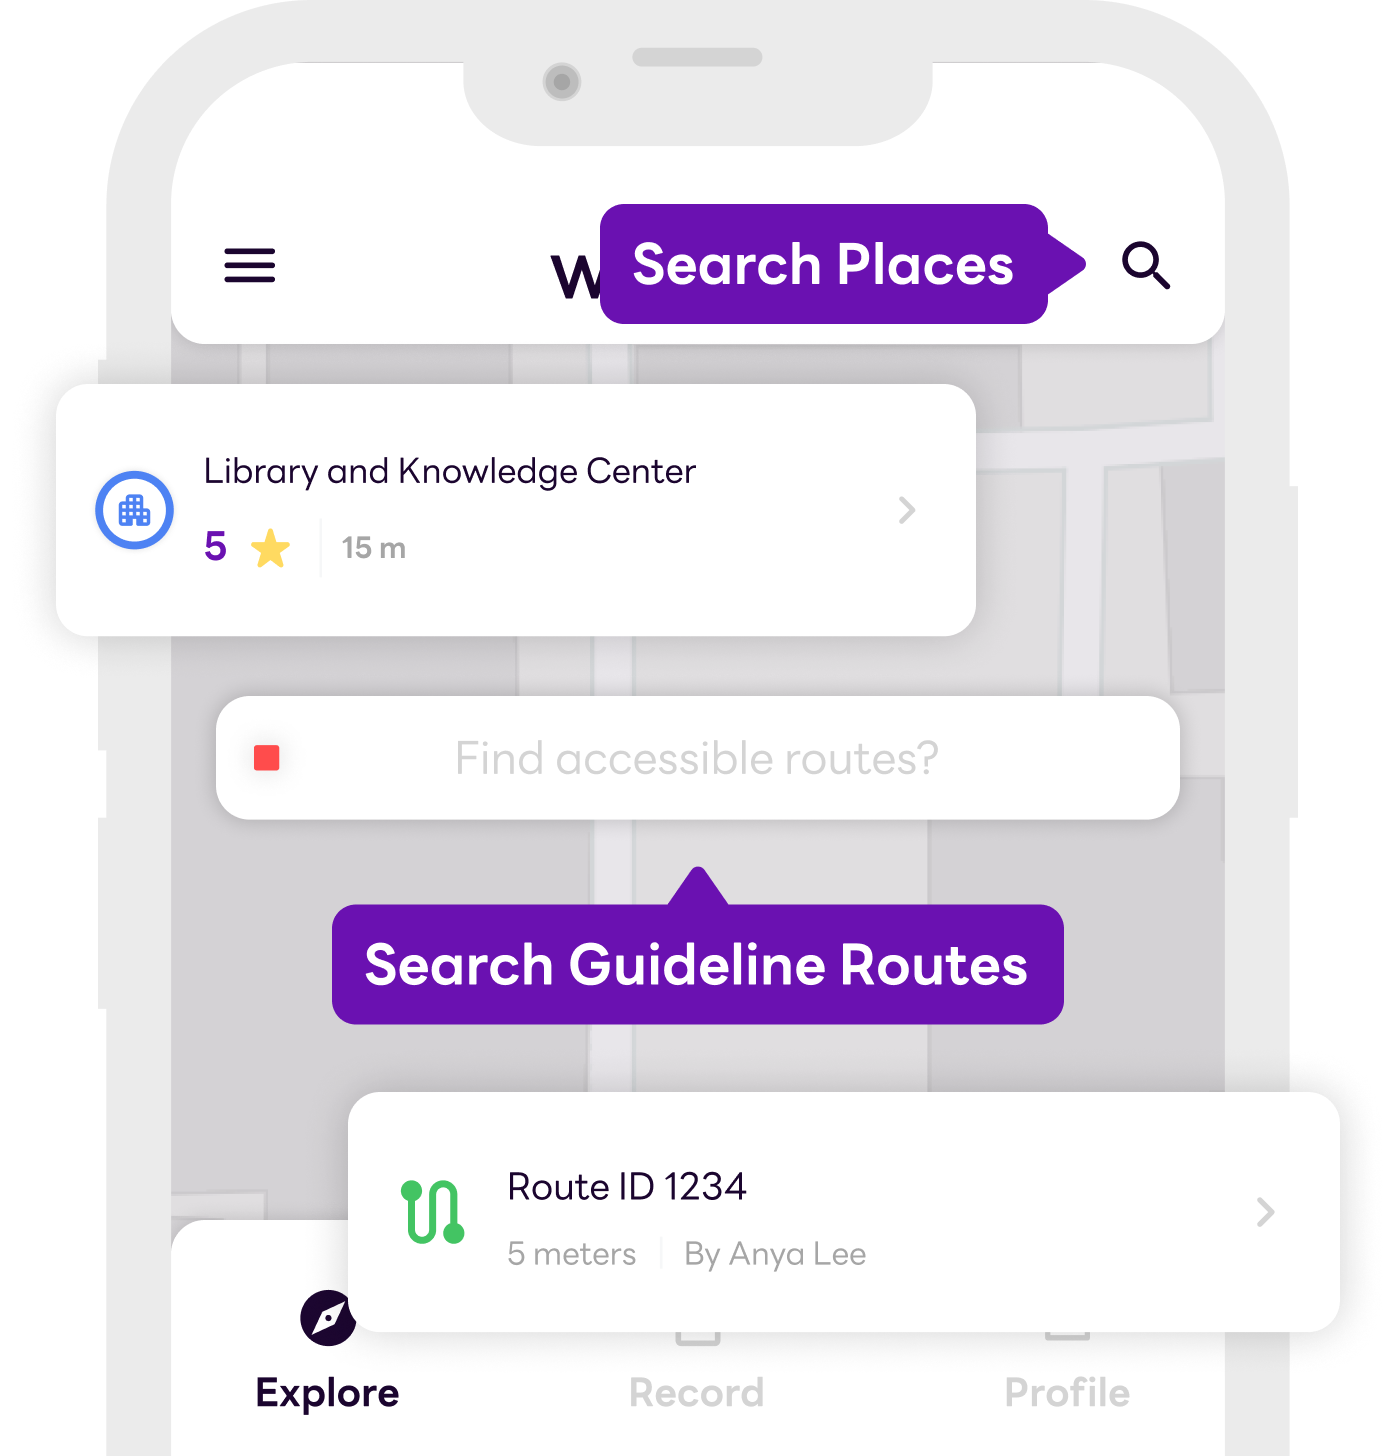 Search Places
Library and Knowledge Center
5
15 m
Find accessible routes?
Search Guideline Routes
Route ID 1234
5 meters
By Anya Lee
Explore
Record
Profile